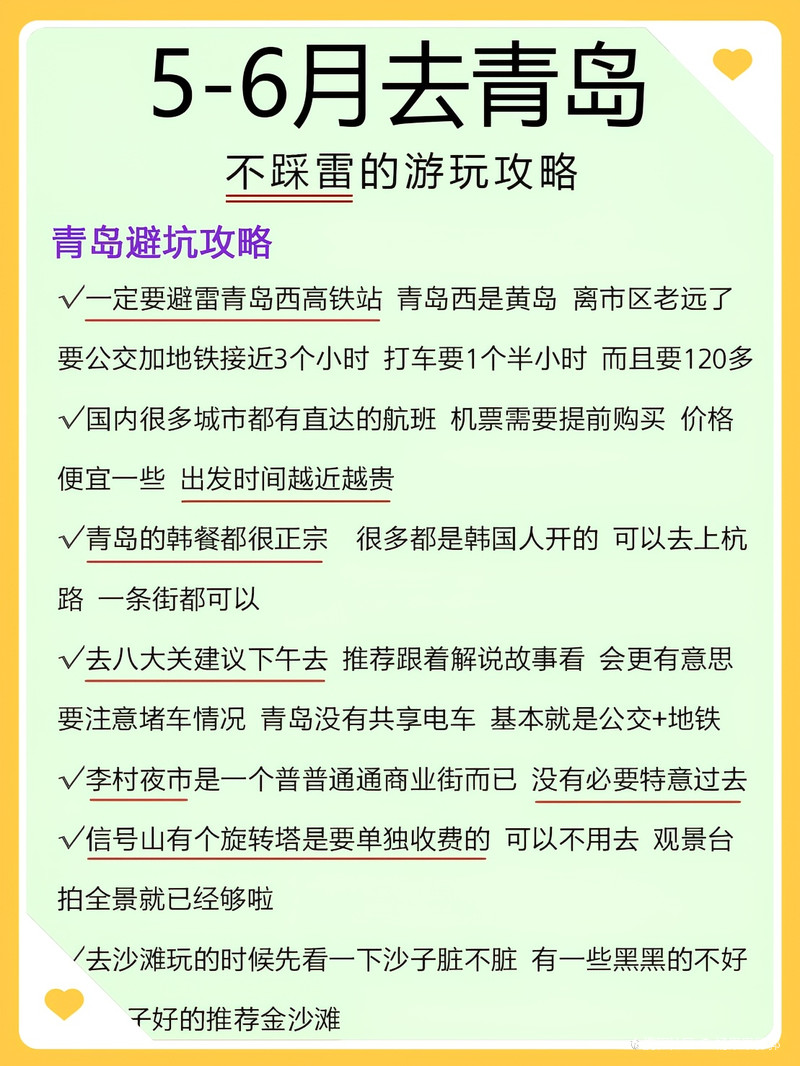 5-6月去青岛
不踩雷的游玩攻略
青岛避坑攻略
√一定要避雷青岛西高铁站 青岛西是黄岛 离市区老远了
要公交加地铁接近3个小时 打车要1个半小时 而且要120多
√国内很多城市都有直达的航班 机票需要提前购买 价格
便宜一些 出发时间越近越贵
√青岛的韩餐都很正宗 很多都是韩国人开的 可以去上杭
路 一条街都可以
√去八大关建议下午去 推荐跟着解说故事看 会更有意思
要注意堵车情况 青岛没有共享电车 基本就是公交+地铁
√李村夜市是一个普普通通商业街而已 没有必要特意过去
√信号山有个旋转塔是要单独收费的 可以不用去 观景台
拍全景就已经够啦
√去沙滩玩的时候先看一下沙子脏不脏 有一些黑黑的不好
子好的推荐金沙滩